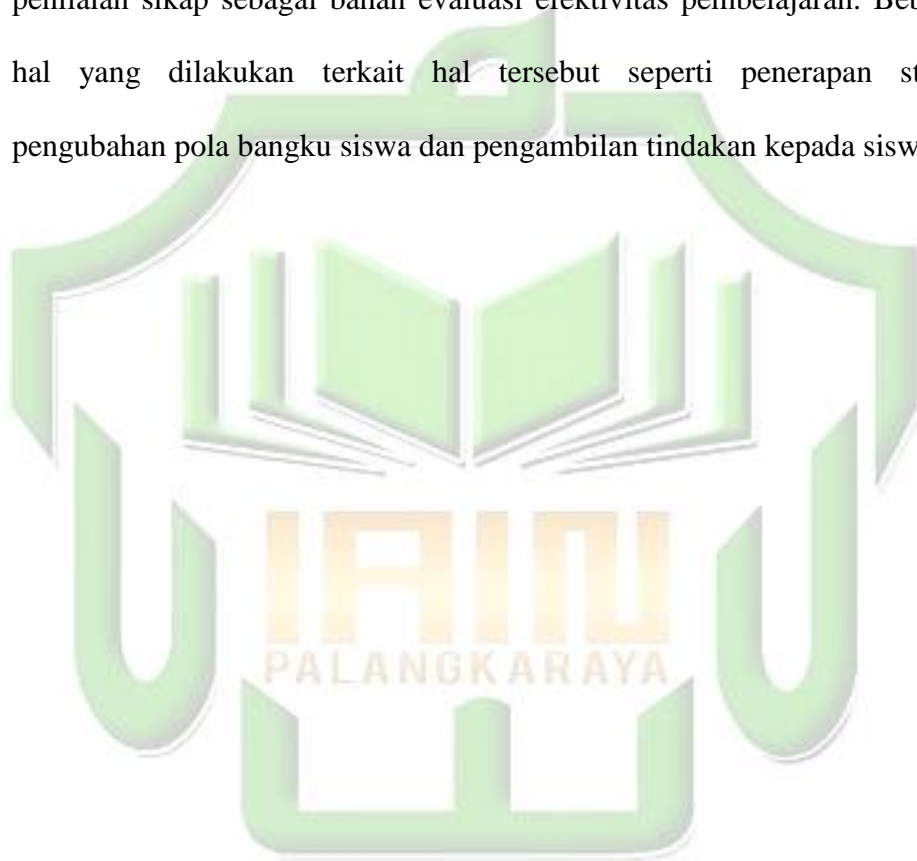 penilaian sikap sebagai bahan evaluasi efektivitas pembelajaran.
hal yang dilakukan terkait hal tersebut seperti penerapan
pengubahan pola bangku siswa dan pengambilan tindakan kepada
IAIN
PALANGKARAYA